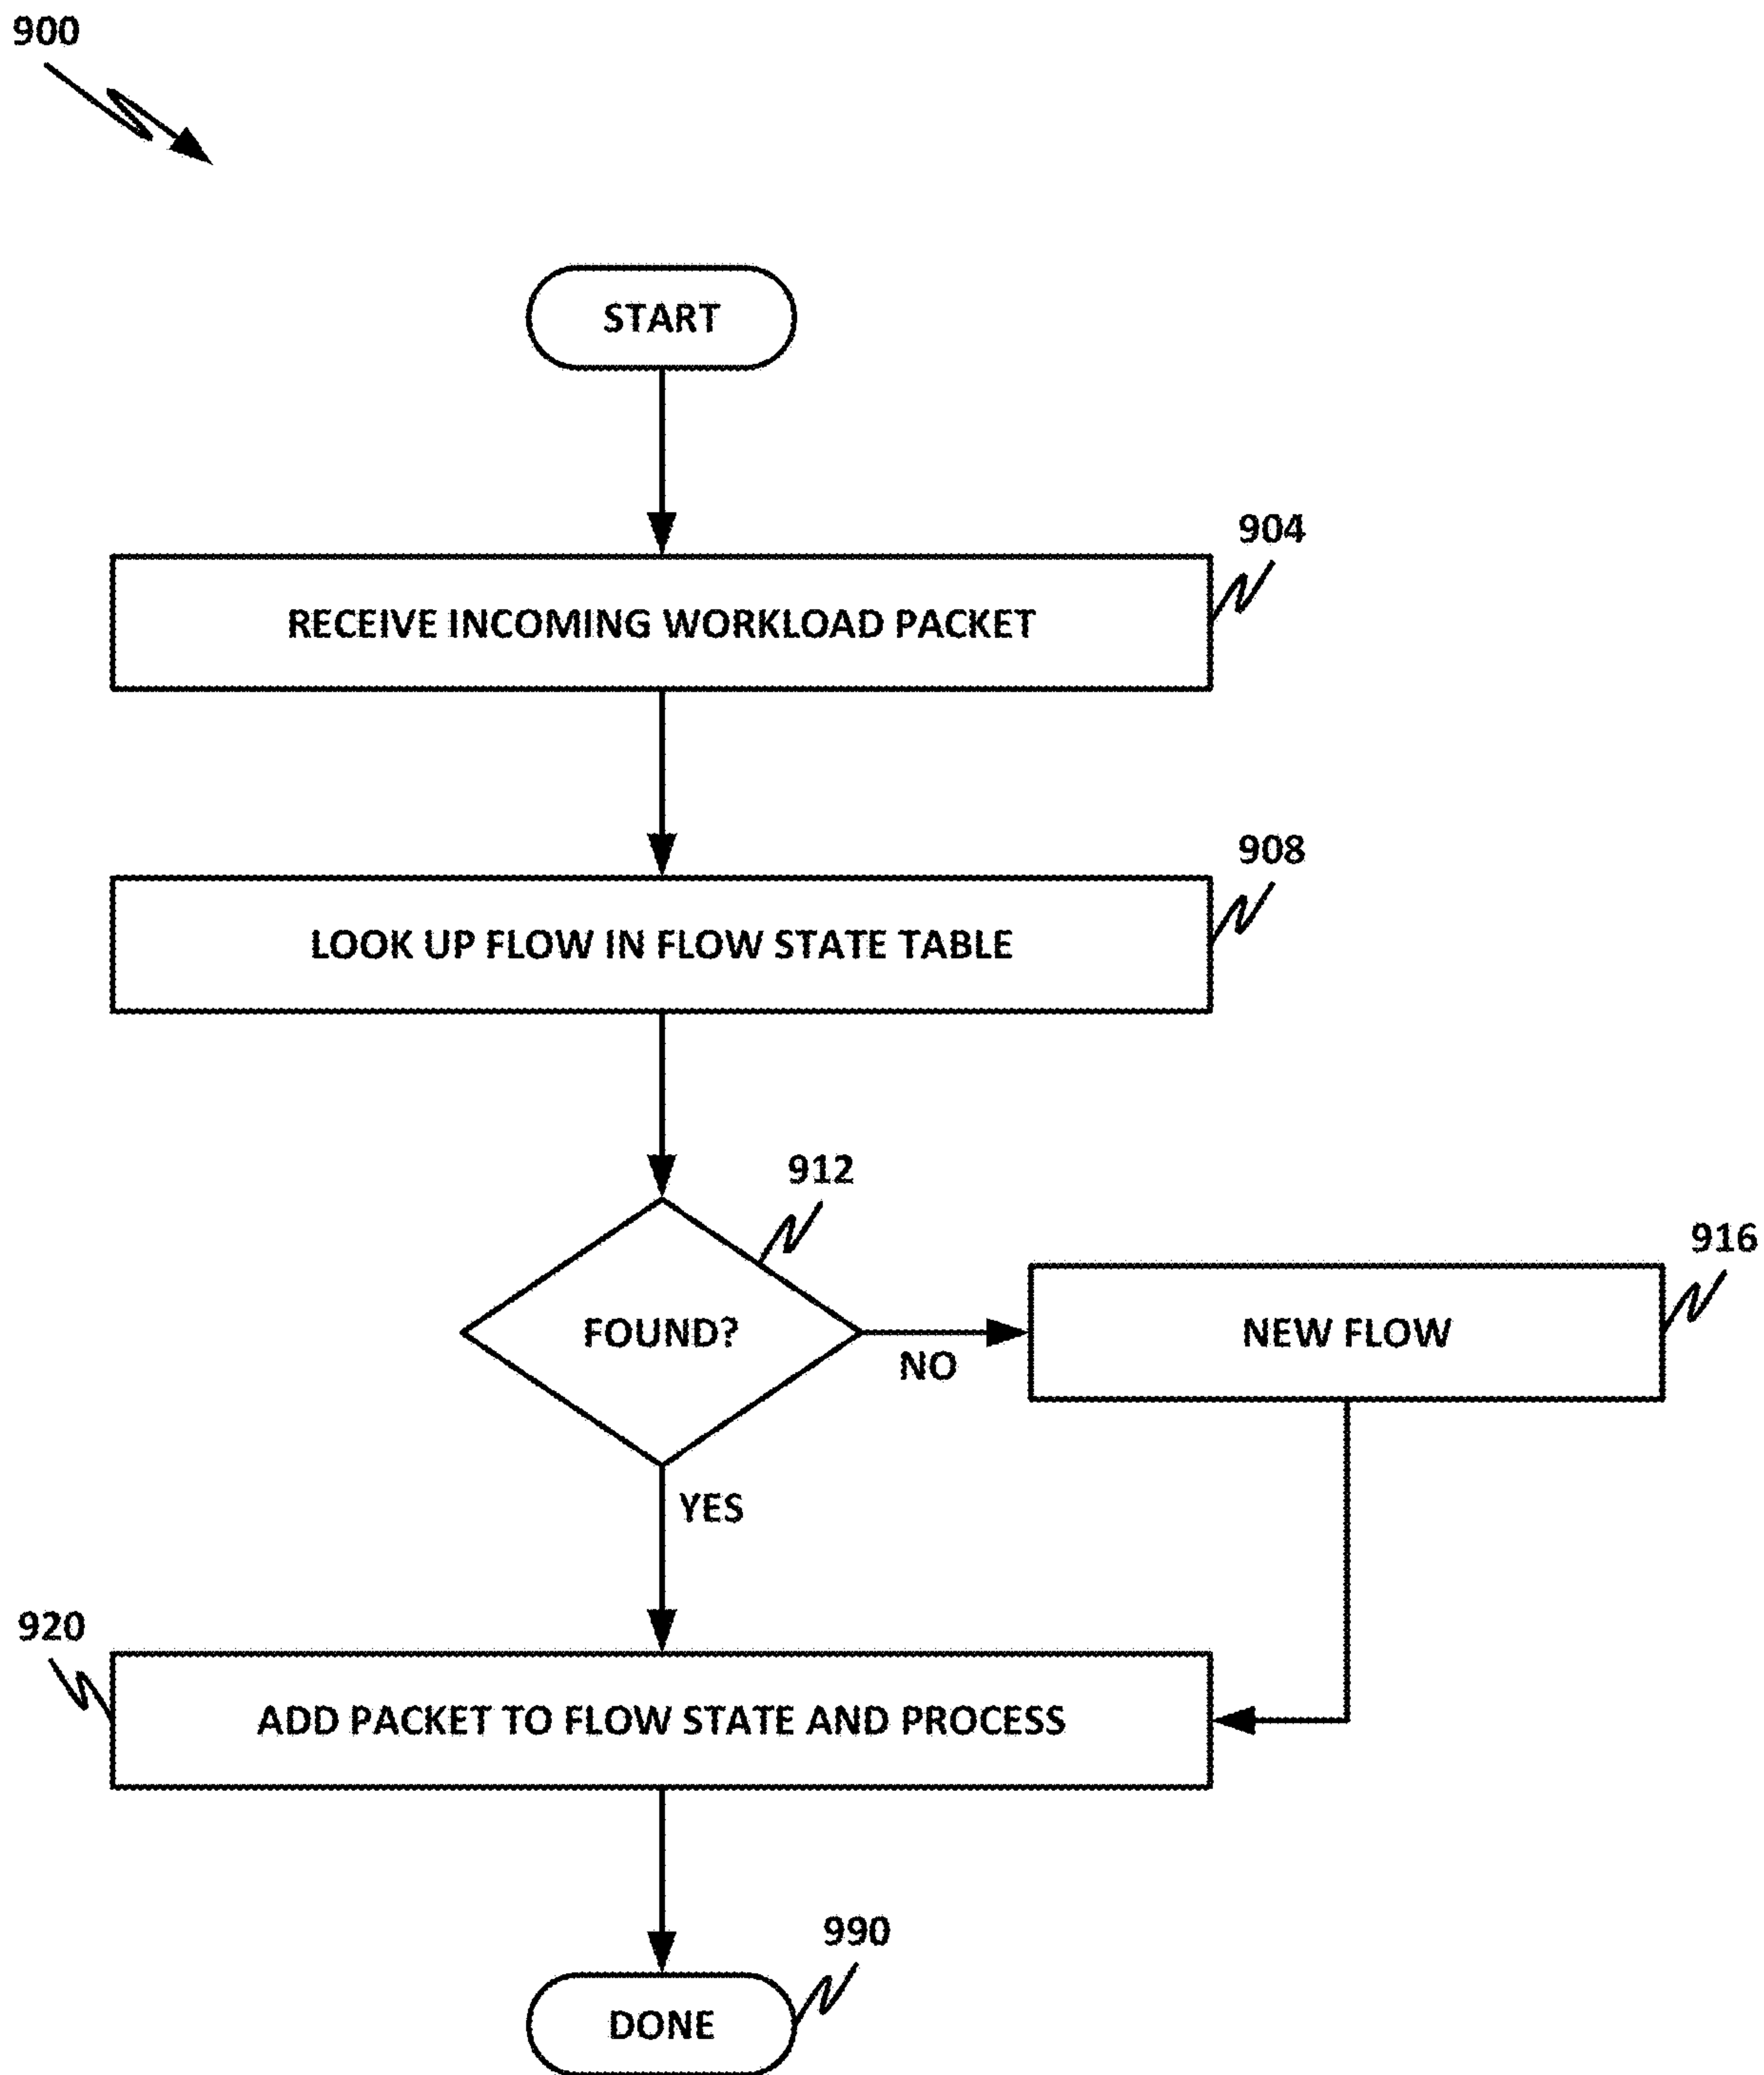 900
START
904
RECEIVE INCOMING WORKLOAD PACKET
908
LOOK UP FLOW IN FLOW STATE TABLE
912
916
FOUND?
NO
NEW FLOW
YES
920
ADD PACKET TO FLOW STATE AND PROCESS
990
DONE